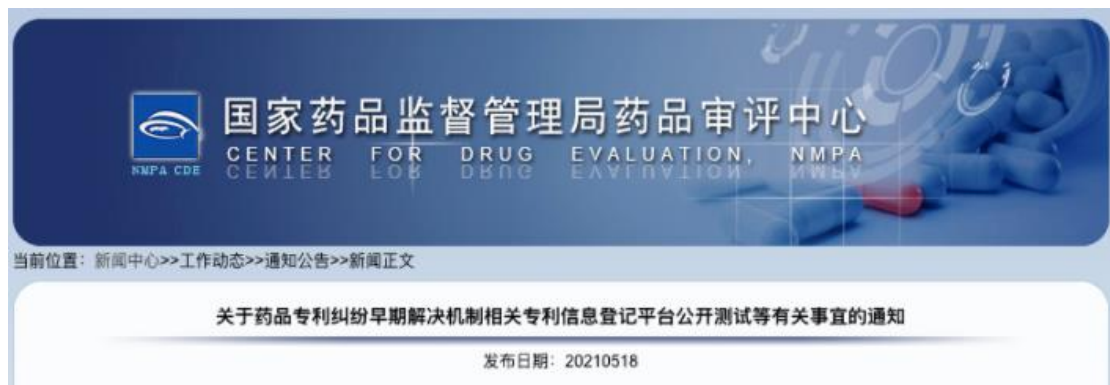 国家药品监督管理局药品审评中心
CENTER FOR DRUG EVALUATION, NMPA
NMPA CDE
当前位置：新闻中心>>工作动态>>通知公告>>新闻正文
关于药品专利纠纷早期解决机制相关专利信息登记平台公开测试等有关事宜的通知
发布日期：20210518